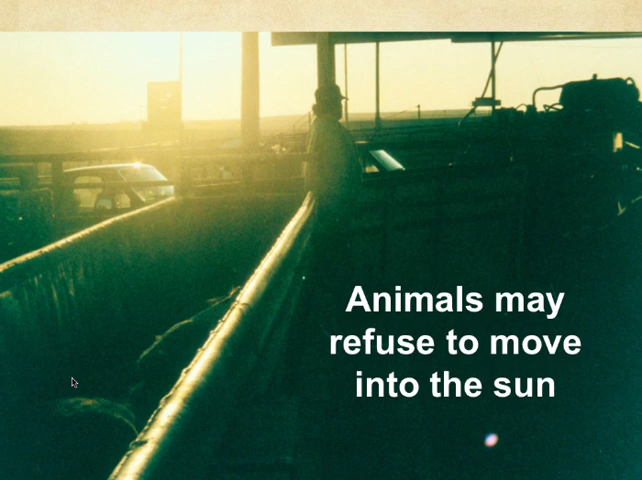 Animals may
refuse to move
into the sun